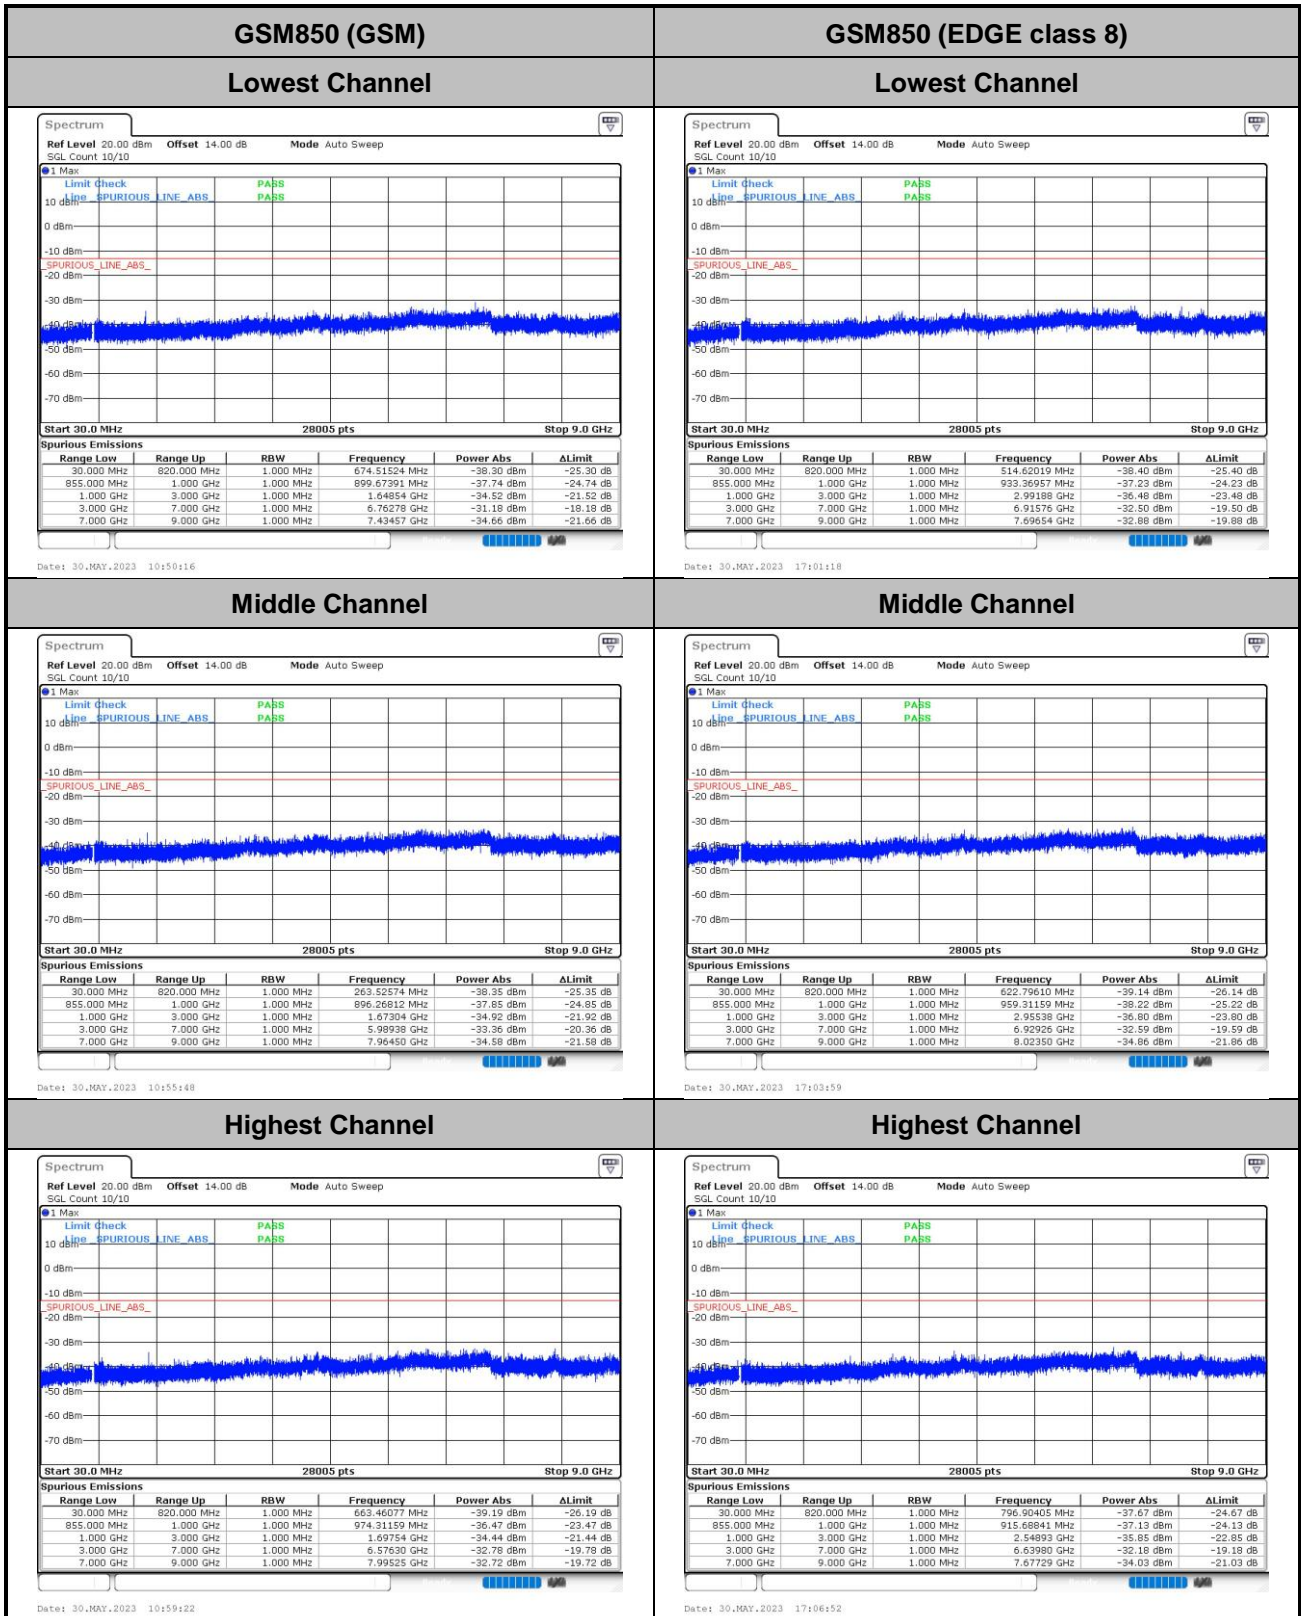 GSM850 (GSM)
GSM850 (EDGE class 8)
Lowest Channel
Lowest Channel
Spectrum
Ref Level 20.00 dBm Offset 14.00 dB Mode Auto Sweep
SGL Count 10/10
1 Max
Limit Check PASS
Line _SPURIOUS_LINE_ABS_ PASS
10 dBm
0 dBm
-10 dBm
_SPURIOUS_LINE_ABS_
-20 dBm
-30 dBm
-40 dBm
-50 dBm
-60 dBm
-70 dBm
Start 30.0 MHz 28005 pts Stop 9.0 GHz
Spurious Emissions
Range Low Range Up RBW Frequency Power Abs ΔLimit
30.000 MHz 820.000 MHz 1.000 MHz 674.51524 MHz -38.30 dBm -25.30 dB
855.000 MHz 1.000 GHz 1.000 MHz 899.67391 MHz -37.74 dBm -24.74 dB
1.000 GHz 3.000 GHz 1.000 MHz 1.64854 GHz -34.52 dBm -21.52 dB
3.000 GHz 7.000 GHz 1.000 MHz 6.76278 GHz -31.18 dBm -18.18 dB
7.000 GHz 9.000 GHz 1.000 MHz 7.43457 GHz -34.66 dBm -21.66 dB
Date: 30.MAY.2023 10:50:16
Spectrum
Ref Level 20.00 dBm Offset 14.00 dB Mode Auto Sweep
SGL Count 10/10
1 Max
Limit Check PASS
Line _SPURIOUS_LINE_ABS_ PASS
10 dBm
0 dBm
-10 dBm
_SPURIOUS_LINE_ABS_
-20 dBm
-30 dBm
-40 dBm
-50 dBm
-60 dBm
-70 dBm
Start 30.0 MHz 28005 pts Stop 9.0 GHz
Spurious Emissions
Range Low Range Up RBW Frequency Power Abs ΔLimit
30.000 MHz 820.000 MHz 1.000 MHz 514.62019 MHz -38.40 dBm -25.40 dB
855.000 MHz 1.000 GHz 1.000 MHz 933.36957 MHz -37.23 dBm -24.23 dB
1.000 GHz 3.000 GHz 1.000 MHz 2.99188 GHz -36.48 dBm -23.48 dB
3.000 GHz 7.000 GHz 1.000 MHz 6.91576 GHz -32.50 dBm -19.50 dB
7.000 GHz 9.000 GHz 1.000 MHz 7.69654 GHz -32.88 dBm -19.88 dB
Date: 30.MAY.2023 17:01:18
Middle Channel
Middle Channel
Spectrum
Ref Level 20.00 dBm Offset 14.00 dB Mode Auto Sweep
SGL Count 10/10
1 Max
Limit Check PASS
Line _SPURIOUS_LINE_ABS_ PASS
10 dBm
0 dBm
-10 dBm
_SPURIOUS_LINE_ABS_
-20 dBm
-30 dBm
-40 dBm
-50 dBm
-60 dBm
-70 dBm
Start 30.0 MHz 28005 pts Stop 9.0 GHz
Spurious Emissions
Range Low Range Up RBW Frequency Power Abs ΔLimit
30.000 MHz 820.000 MHz 1.000 MHz 263.52574 MHz -38.35 dBm -25.35 dB
855.000 MHz 1.000 GHz 1.000 MHz 896.26812 MHz -37.85 dBm -24.85 dB
1.000 GHz 3.000 GHz 1.000 MHz 1.67304 GHz -34.92 dBm -21.92 dB
3.000 GHz 7.000 GHz 1.000 MHz 5.98938 GHz -33.36 dBm -20.36 dB
7.000 GHz 9.000 GHz 1.000 MHz 7.96450 GHz -34.58 dBm -21.58 dB
Date: 30.MAY.2023 10:55:48
Spectrum
Ref Level 20.00 dBm Offset 14.00 dB Mode Auto Sweep
SGL Count 10/10
1 Max
Limit Check PASS
Line _SPURIOUS_LINE_ABS_ PASS
10 dBm
0 dBm
-10 dBm
_SPURIOUS_LINE_ABS_
-20 dBm
-30 dBm
-40 dBm
-50 dBm
-60 dBm
-70 dBm
Start 30.0 MHz 28005 pts Stop 9.0 GHz
Spurious Emissions
Range Low Range Up RBW Frequency Power Abs ΔLimit
30.000 MHz 820.000 MHz 1.000 MHz 622.79610 MHz -39.14 dBm -26.14 dB
855.000 MHz 1.000 GHz 1.000 MHz 959.31159 MHz -38.22 dBm -25.22 dB
1.000 GHz 3.000 GHz 1.000 MHz 2.95538 GHz -36.80 dBm -23.80 dB
3.000 GHz 7.000 GHz 1.000 MHz 6.92926 GHz -32.59 dBm -19.59 dB
7.000 GHz 9.000 GHz 1.000 MHz 8.02350 GHz -34.86 dBm -21.86 dB
Date: 30.MAY.2023 17:03:59
Highest Channel
Highest Channel
Spectrum
Ref Level 20.00 dBm Offset 14.00 dB Mode Auto Sweep
SGL Count 10/10
1 Max
Limit Check PASS
Line _SPURIOUS_LINE_ABS_ PASS
10 dBm
0 dBm
-10 dBm
_SPURIOUS_LINE_ABS_
-20 dBm
-30 dBm
-40 dBm
-50 dBm
-60 dBm
-70 dBm
Start 30.0 MHz 28005 pts Stop 9.0 GHz
Spurious Emissions
Range Low Range Up RBW Frequency Power Abs ΔLimit
30.000 MHz 820.000 MHz 1.000 MHz 663.46077 MHz -39.19 dBm -26.19 dB
855.000 MHz 1.000 GHz 1.000 MHz 974.31159 MHz -36.47 dBm -23.47 dB
1.000 GHz 3.000 GHz 1.000 MHz 1.69754 GHz -34.44 dBm -21.44 dB
3.000 GHz 7.000 GHz 1.000 MHz 6.57630 GHz -32.78 dBm -19.78 dB
7.000 GHz 9.000 GHz 1.000 MHz 7.99525 GHz -32.72 dBm -19.72 dB
Date: 30.MAY.2023 10:59:22
Spectrum
Ref Level 20.00 dBm Offset 14.00 dB Mode Auto Sweep
SGL Count 10/10
1 Max
Limit Check PASS
Line _SPURIOUS_LINE_ABS_ PASS
10 dBm
0 dBm
-10 dBm
_SPURIOUS_LINE_ABS_
-20 dBm
-30 dBm
-40 dBm
-50 dBm
-60 dBm
-70 dBm
Start 30.0 MHz 28005 pts Stop 9.0 GHz
Spurious Emissions
Range Low Range Up RBW Frequency Power Abs ΔLimit
30.000 MHz 820.000 MHz 1.000 MHz 796.90405 MHz -37.67 dBm -24.67 dB
855.000 MHz 1.000 GHz 1.000 MHz 915.68841 MHz -37.13 dBm -24.13 dB
1.000 GHz 3.000 GHz 1.000 MHz 2.54893 GHz -35.85 dBm -22.85 dB
3.000 GHz 7.000 GHz 1.000 MHz 6.63980 GHz -32.18 dBm -19.18 dB
7.000 GHz 9.000 GHz 1.000 MHz 7.67729 GHz -34.03 dBm -21.03 dB
Date: 30.MAY.2023 17:06:52